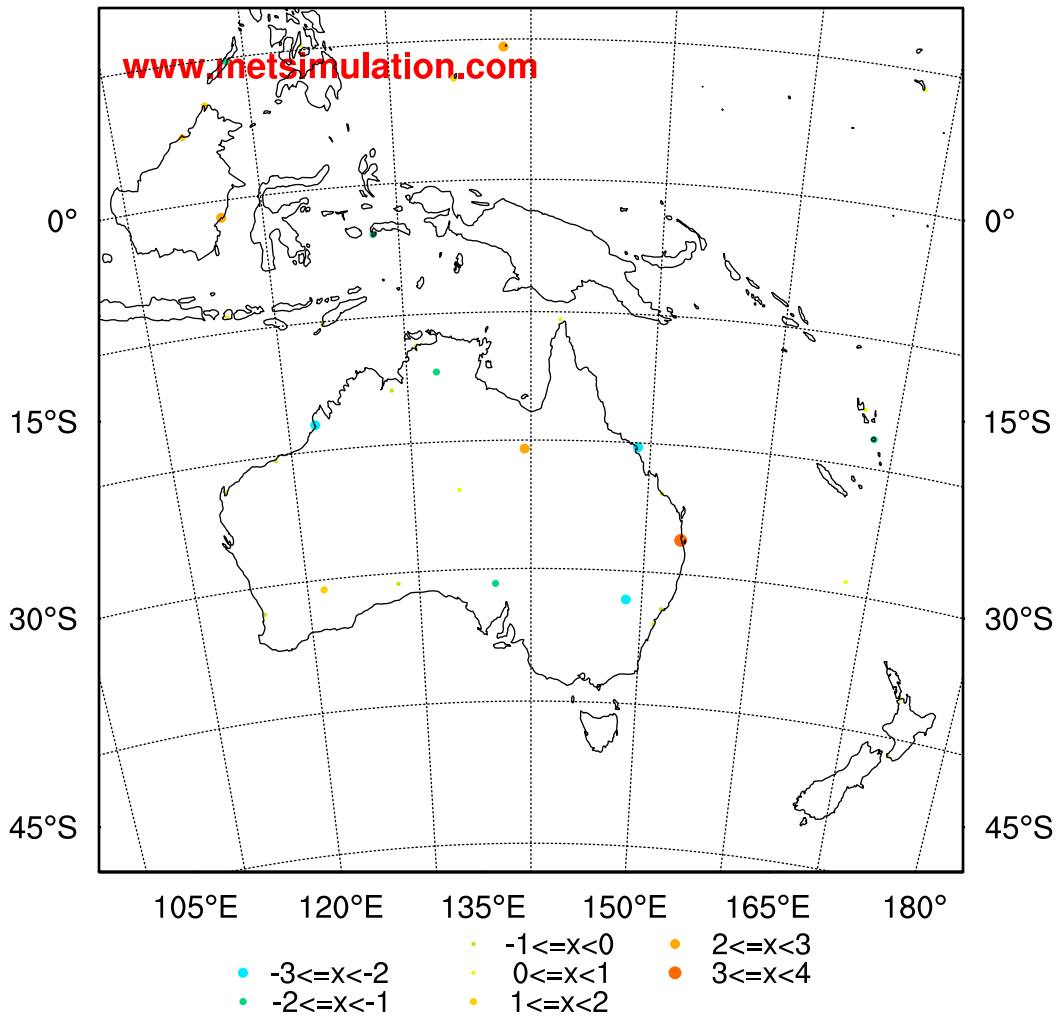 www.metsimulation.com
0° 0°
15°S 15°S
30°S 30°S
45°S 45°S
105°E 120°E 135°E 150°E 165°E 180°
-1<=x<0 2<=x<3
-3<=x<-2 0<=x<1 3<=x<4
-2<=x<-1 1<=x<2